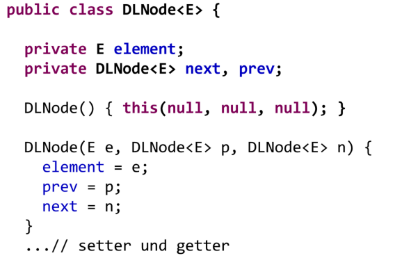 public class DLNode<E> {
private E element;
private DLNode<E> next, prev;
DLNode() { this(null, null, null); }
DLNode(E e, DLNode<E> p, DLNode<E> n) {
element = e;
prev = p;
next = n;
}
...// setter und getter